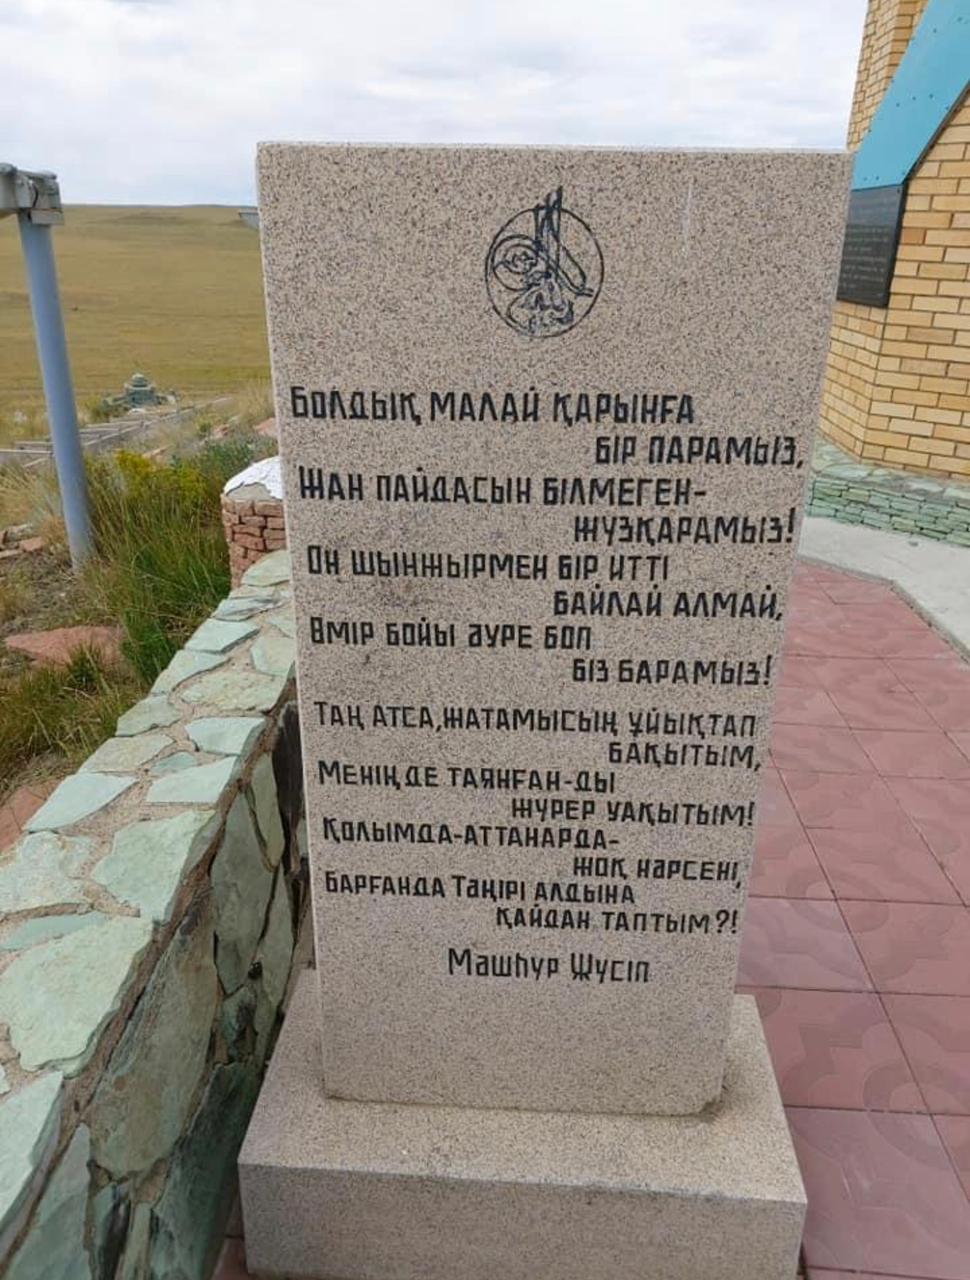 Болдық малай қарынға
бір парамыз,
Жан пайдасын білмеген-
жүзқарамыз!
Он шынжырмен бір итті
байлай алмай,
Өмір бойы әуре боп
біз барамыз!
Таң атса, жатамысың ұйықтап
бақытым,
Менің де таянған-ды
жүрер уақытым!
Қолымда-аттанарда-
жоқ нәрсені,
Барғанда Тәңірі алдына
қайдан таптым?!
Мәшһүр Жүсіп